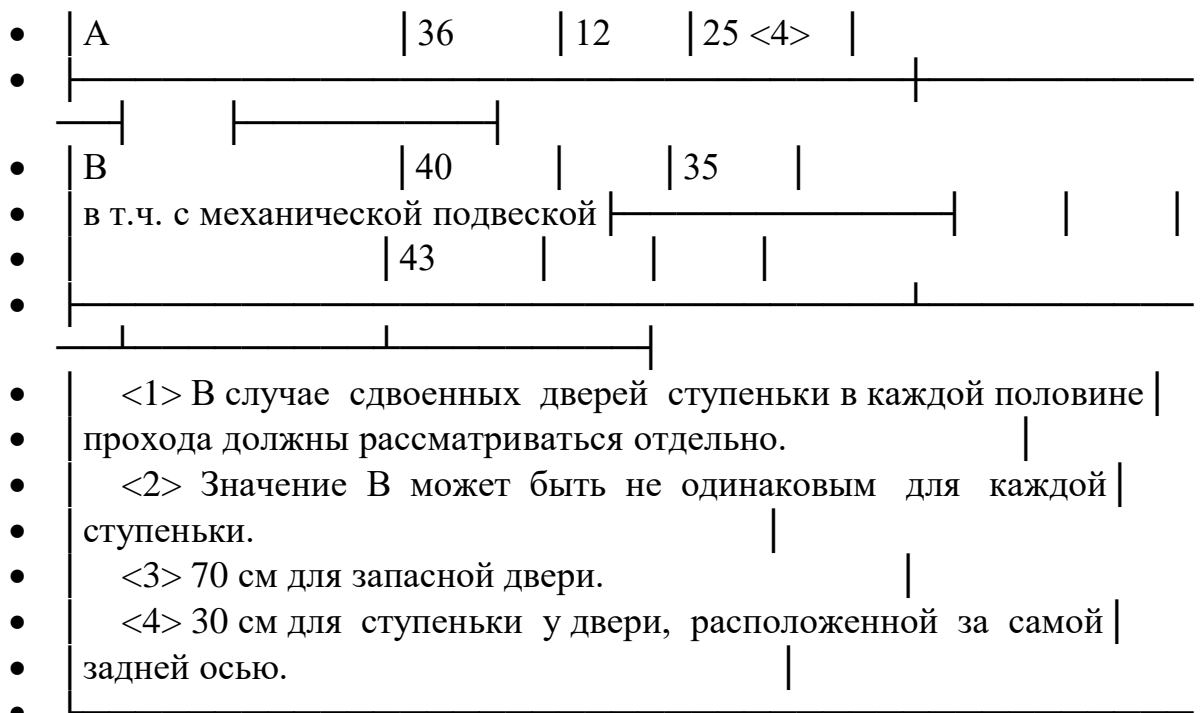 А 36 12 25 <4>
В 40 35
в т.ч. с механической подвеской
43
<1> В случае сдвоенных дверей ступеньки в каждой половине
прохода должны рассматриваться отдельно.
<2> Значение В может быть не одинаковым для каждой
ступеньки.
<3> 70 см для запасной двери.
<4> 30 см для ступеньки у двери, расположенной за самой
задней осью.